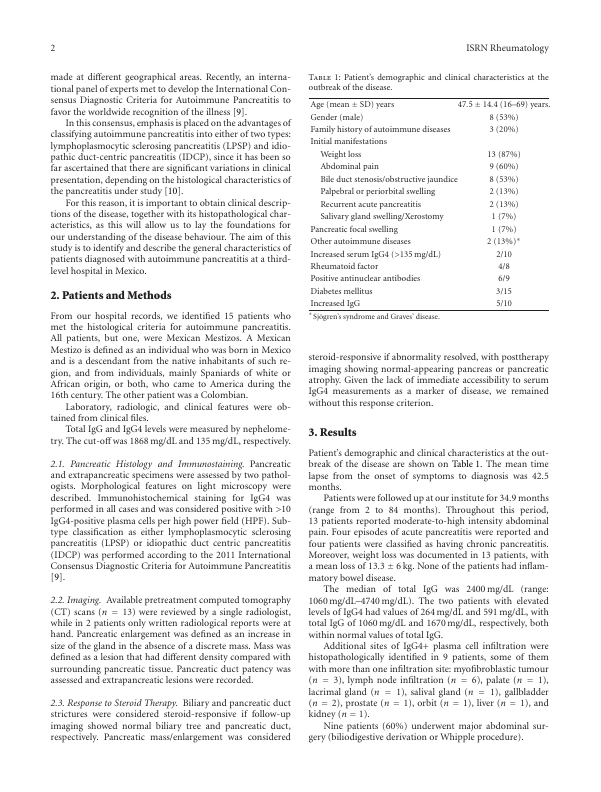 2
ISRN Rheumatology
made at different geographical areas. Recently, an interna-
tional panel of experts met to develop the International Con-
sensus Diagnostic Criteria for Autoimmune Pancreatitis to
favor the worldwide recognition of the illness [9].
In this consensus, emphasis is placed on the advantages of
classifying autoimmune pancreatitis into either of two types:
lymphoplasmocytic sclerosing pancreatitis (LPSP) and idio-
pathic duct-centric pancreatitis (IDCP), since it has been so
far ascertained that there are significant variations in clinical
presentation, depending on the histological characteristics of
the pancreatitis under study [10].
For this reason, it is important to obtain clinical descrip-
tions of the disease, together with its histopathological char-
acteristics, as this will allow us to lay the foundations for
our understanding of the disease behaviour. The aim of this
study is to identify and describe the general characteristics of
patients diagnosed with autoimmune pancreatitis at a third-
level hospital in Mexico.
2. Patients and Methods
From our hospital records, we identified 15 patients who
met the histological criteria for autoimmune pancreatitis.
All patients, but one, were Mexican Mestizos. A Mexican
Mestizo is defined as an individual who was born in Mexico
and is a descendant from the native inhabitants of such re-
gion, and from individuals, mainly Spaniards of white or
African origin, or both, who came to America during the
16th century. The other patient was a Colombian.
Laboratory, radiologic, and clinical features were ob-
tained from clinical files.
Total IgG and IgG4 levels were measured by nephelome-
try. The cut-off was 1868 mg/dL and 135 mg/dL, respectively.
2.1. Pancreatic Histology and Immunostaining. Pancreatic
and extrapancreatic specimens were assessed by two pathol-
ogists. Morphological features on light microscopy were
described. Immunohistochemical staining for IgG4 was
performed in all cases and was considered positive with >10
IgG4-positive plasma cells per high power field (HPF). Sub-
type classification as either lymphoplasmocytic sclerosing
pancreatitis (LPSP) or idiopathic duct centric pancreatitis
(IDCP) was performed according to the 2011 International
Consensus Diagnostic Criteria for Autoimmune Pancreatitis
[9].
2.2. Imaging. Available pretreatment computed tomography
(CT) scans (n = 13) were reviewed by a single radiologist,
while in 2 patients only written radiological reports were at
hand. Pancreatic enlargement was defined as an increase in
size of the gland in the absence of a discrete mass. Mass was
defined as a lesion that had different density compared with
surrounding pancreatic tissue. Pancreatic duct patency was
assessed and extrapancreatic lesions were recorded.
2.3. Response to Steroid Therapy. Biliary and pancreatic duct
strictures were considered steroid-responsive if follow-up
imaging showed normal biliary tree and pancreatic duct,
respectively. Pancreatic mass/enlargement was considered
Table 1: Patient's demographic and clinical characteristics at the
outbreak of the disease.
Age (mean ± SD) years 47.5 ± 14.4 (16–69) years.
Gender (male) 8 (53%)
Family history of autoimmune diseases 3 (20%)
Initial manifestations
Weight loss 13 (87%)
Abdominal pain 9 (60%)
Bile duct stenosis/obstructive jaundice 8 (53%)
Palpebral or periorbital swelling 2 (13%)
Recurrent acute pancreatitis 2 (13%)
Salivary gland swelling/Xerostomy 1 (7%)
Pancreatic focal swelling 1 (7%)
Other autoimmune diseases 2 (13%)*
Increased serum IgG4 (>135 mg/dL) 2/10
Rheumatoid factor 4/8
Positive antinuclear antibodies 6/9
Diabetes mellitus 3/15
Increased IgG 5/10
*Sjögren's syndrome and Graves' disease.
steroid-responsive if abnormality resolved, with posttherapy
imaging showed normal-appearing pancreas or pancreatic
atrophy. Given the lack of immediate accessibility to serum
IgG4 measurements as a marker of disease, we remained
without this response criterion.
3. Results
Patient's demographic and clinical characteristics at the out-
break of the disease are shown on Table 1. The mean time
lapse from the onset of symptoms to diagnosis was 42.5
months.
Patients were followed up at our institute for 34.9 months
(range from 2 to 84 months). Throughout this period,
13 patients reported moderate-to-high intensity abdominal
pain. Four episodes of acute pancreatitis were reported and
four patients were classified as having chronic pancreatitis.
Moreover, weight loss was documented in 13 patients, with
a mean loss of 13.3 ± 6 kg. None of the patients had inflam-
matory bowel disease.
The median of total IgG was 2400 mg/dL (range:
1060 mg/dL–4740 mg/dL). The two patients with elevated
levels of IgG4 had values of 264 mg/dL and 591 mg/dL, with
total IgG of 1060 mg/dL and 1670 mg/dL, respectively, both
within normal values of total IgG.
Additional sites of IgG4+ plasma cell infiltration were
histopathologically identified in 9 patients, some of them
with more than one infiltration site: myofibroblastic tumour
(n = 3), lymph node infiltration (n = 6), palate (n = 1),
lacrimal gland (n = 1), salival gland (n = 1), gallbladder
(n = 2), prostate (n = 1), orbit (n = 1), liver (n = 1), and
kidney (n = 1).
Nine patients (60%) underwent major abdominal sur-
gery (biliodigestive derivation or Whipple procedure).